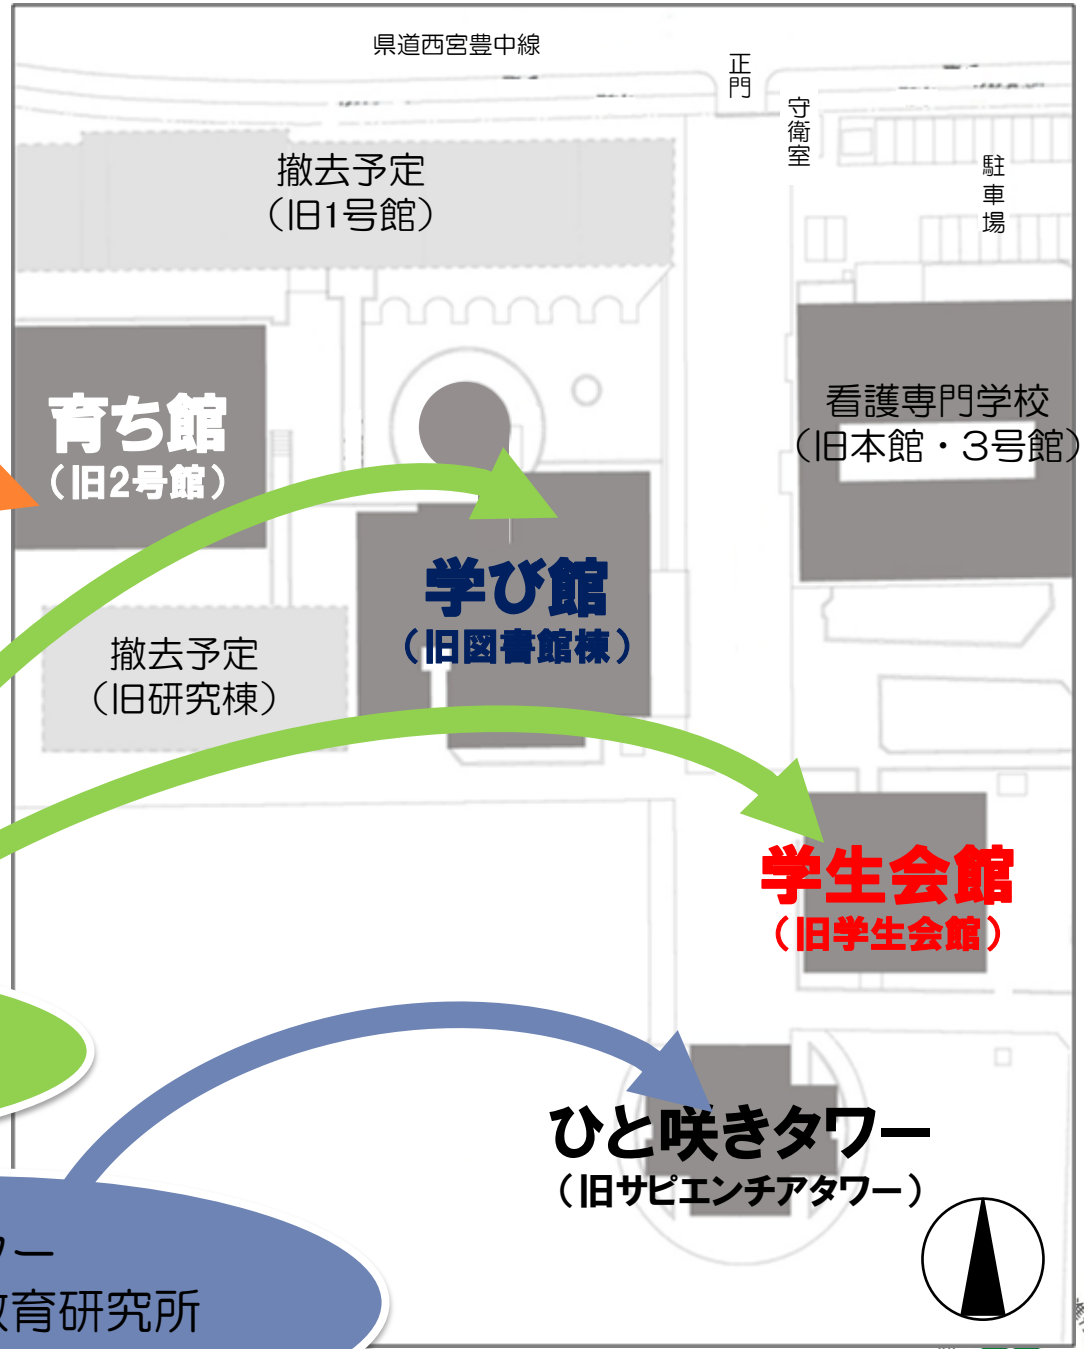 県道西宮豊中線
正門
守衛室
駐車場
撤去予定
（旧1号館）
育ち館
（旧2号館）
看護専門学校
（旧本館・３号館）
学び館
（旧図書館棟）
撤去予定
（旧研究棟）
学生会館
（旧学生会館）
ひと咲きタワー
（旧サピエンチアタワー）
ター
教育研究所